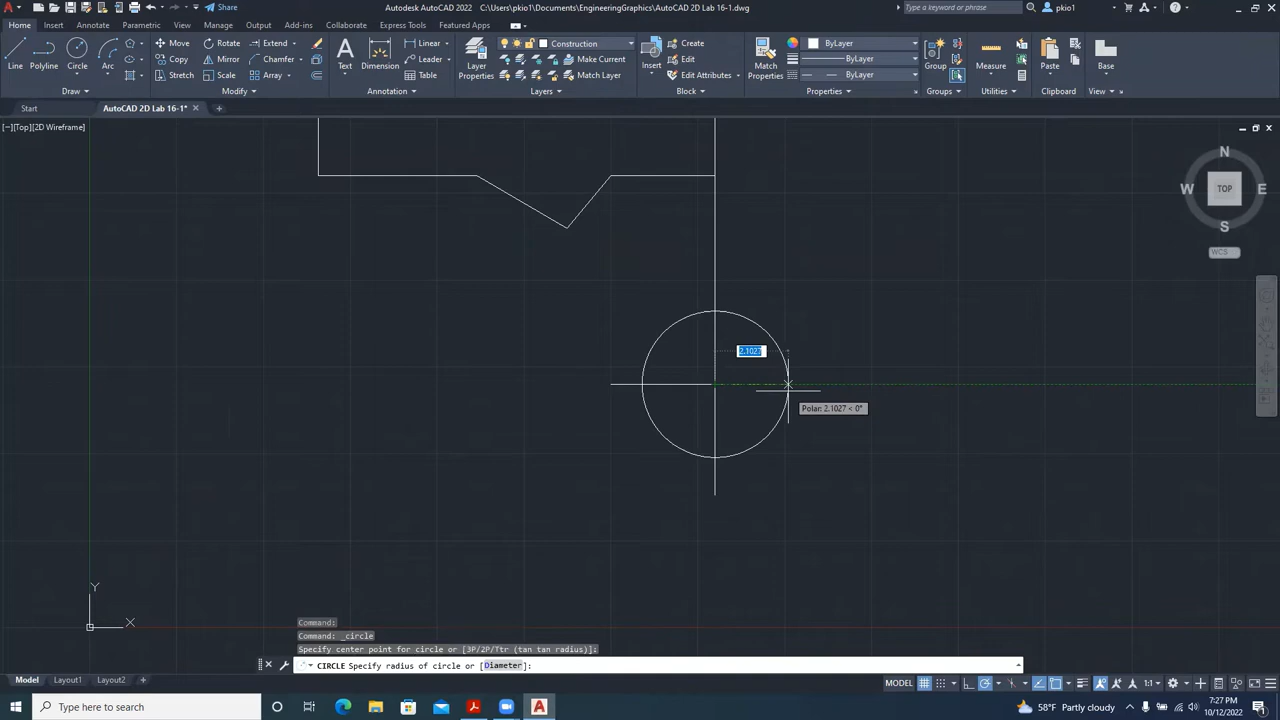 Autodesk AutoCAD 2022 C:\Users\pkio1\Documents\EngineeringGraphics\AutoCAD 2D Lab 16-1.dwg
Share
Type a keyword or phrase
pkio1
Home Insert Annotate Parametric View Manage Output Add-ins Collaborate Express Tools Featured Apps
Line Polyline Circle Arc
Move Rotate Extend
Copy Mirror Chamfer
Stretch Scale Array
Text Dimension
Linear
Leader
Table
Layer Properties
Construction
Make Current
Match Layer
Insert
Create
Edit
Edit Attributes
Match Properties
ByLayer
ByLayer
ByLayer
Group
Measure
Paste
Base
Draw Modify Annotation Layers Block Properties Groups Utilities Clipboard View
Start AutoCAD 2D Lab 16-1*
[−][Top][2D Wireframe]
N
W TOP E
S
WCS
2.1027
Polar: 2.1027 < 0°
Y
X
Command:
Command: _circle
Specify center point for circle or [3P/2P/Ttr (tan tan radius)]:
CIRCLE Specify radius of circle or [Diameter]:
Model Layout1 Layout2
MODEL
1:1
Type here to search
58°F Partly cloudy
7:27 PM
10/12/2022